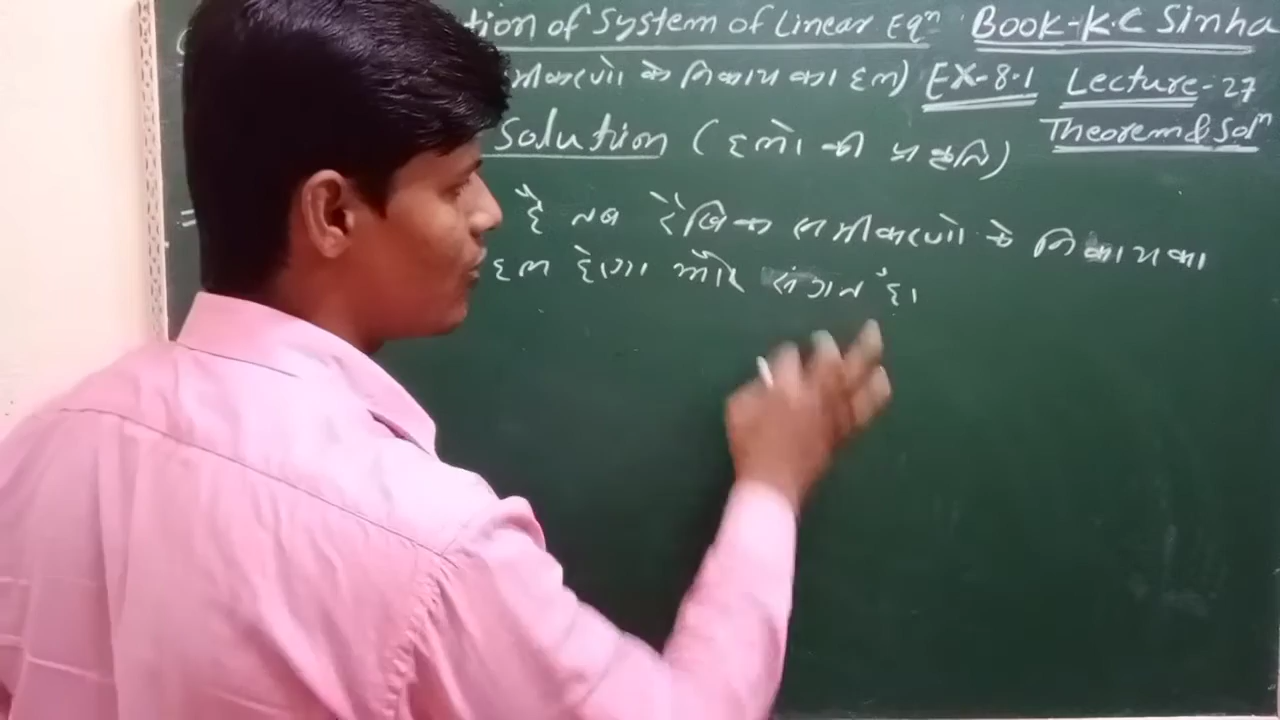 tion of System of Linear Eqⁿ Book-K.C Sinha
समीकरणों के निकाय का हल) EX-8.1 Lecture-27
Solution (हलों की प्रकृति) Theorem & Solⁿ
= है तब रैखिक समीकरणों के निकाय का
हल होगा और संगत है।